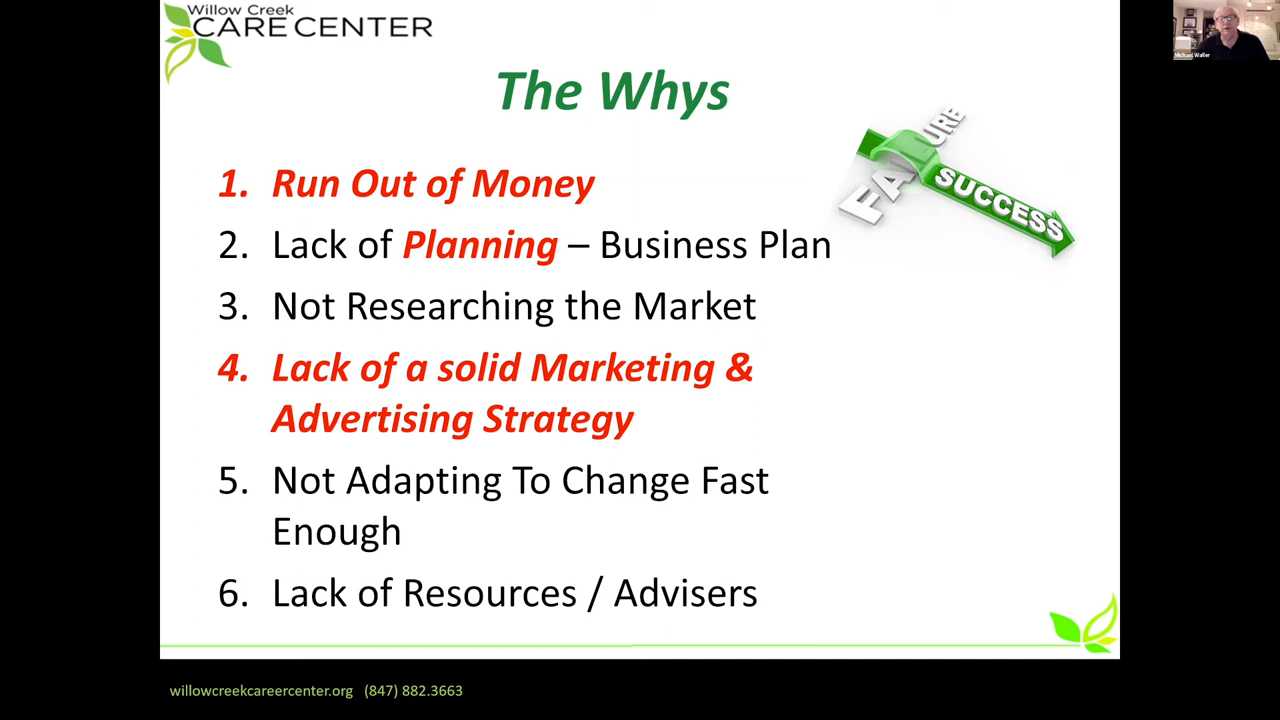 Willow Creek
CARE CENTER
Michael Waller
The Whys
FAILURE
SUCCESS
1. Run Out of Money
2. Lack of Planning – Business Plan
3. Not Researching the Market
4. Lack of a solid Marketing &
Advertising Strategy
5. Not Adapting To Change Fast
Enough
6. Lack of Resources / Advisers
willowcreekcareercenter.org (847) 882.3663